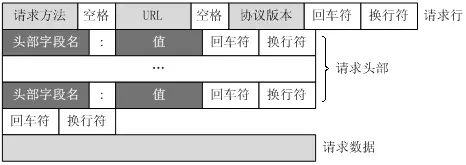 请求方法 空格 URL 空格 协议版本 回车符 换行符 请求行
头部字段名 : 值 回车符 换行符
...
请求头部
头部字段名 : 值 回车符 换行符
回车符 换行符
请求数据